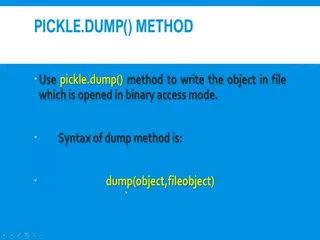 PICKLE.DUMP() METHOD
Use pickle.dump() method to write the object in file
which is opened in binary access mode.
Syntax of dump method is:
dump(object,fileobject)